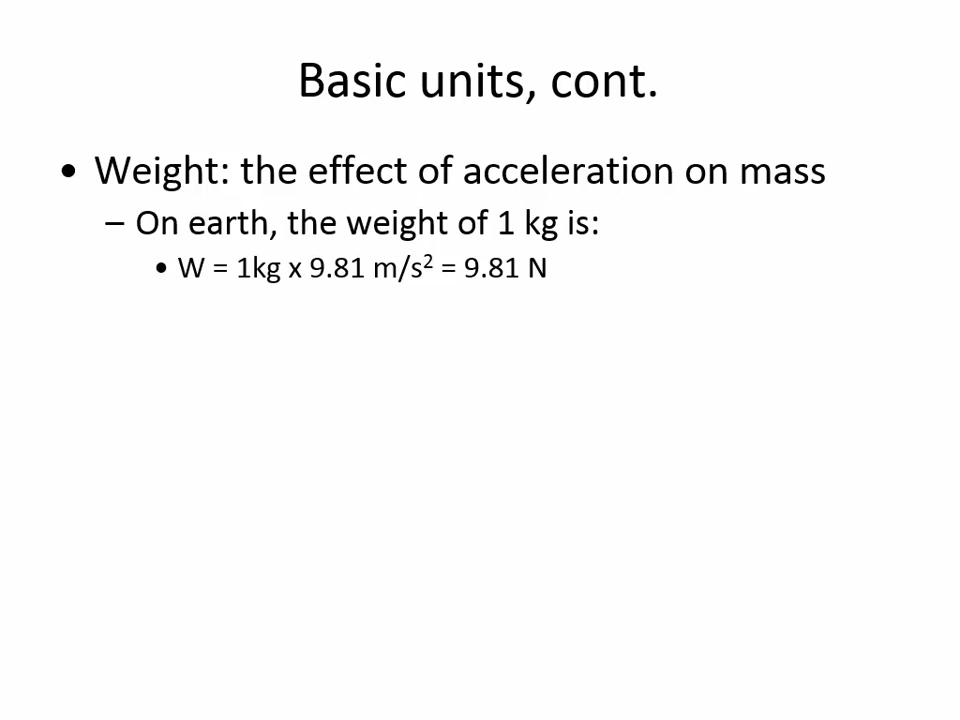 Basic units, cont.
• Weight: the effect of acceleration on mass
– On earth, the weight of 1 kg is:
• W = 1kg x 9.81 m/s² = 9.81 N